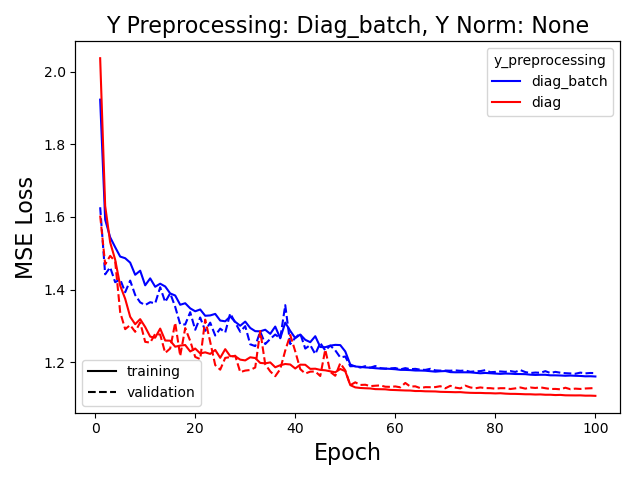 Y Preprocessing: Diag_batch, Y Norm: None
y_preprocessing
diag_batch
diag
MSE Loss
2.0
1.8
1.6
1.4
1.2
training
validation
0
20
40
60
80
100
Epoch